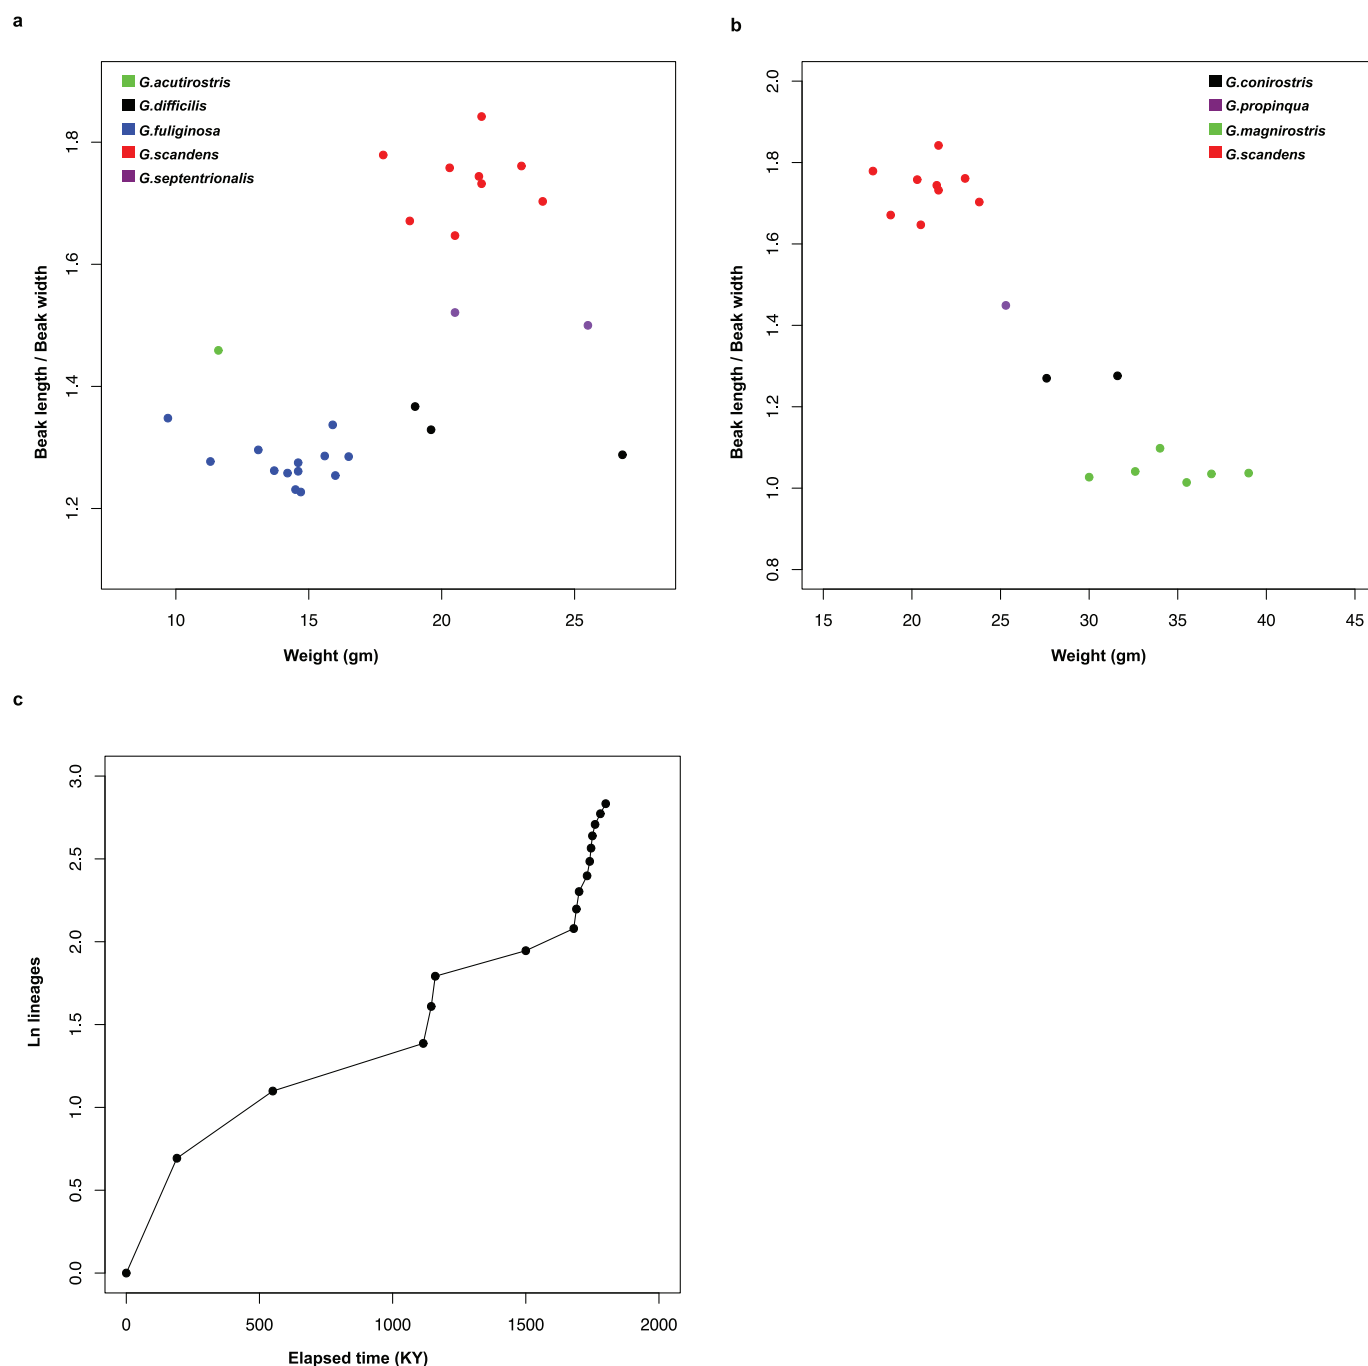 a
G.acutirostris
G.difficilis
G.fuliginosa
G.scandens
G.septentrionalis
1.8
1.6
1.4
1.2
Beak length / Beak width
10 15 20 25
Weight (gm)
b
G.conirostris
G.propinqua
G.magnirostris
G.scandens
2.0
1.8
1.6
1.4
1.2
1.0
0.8
Beak length / Beak width
15 20 25 30 35 40 45
Weight (gm)
c
3.0
2.5
2.0
1.5
1.0
0.5
0.0
Ln lineages
0 500 1000 1500 2000
Elapsed time (KY)